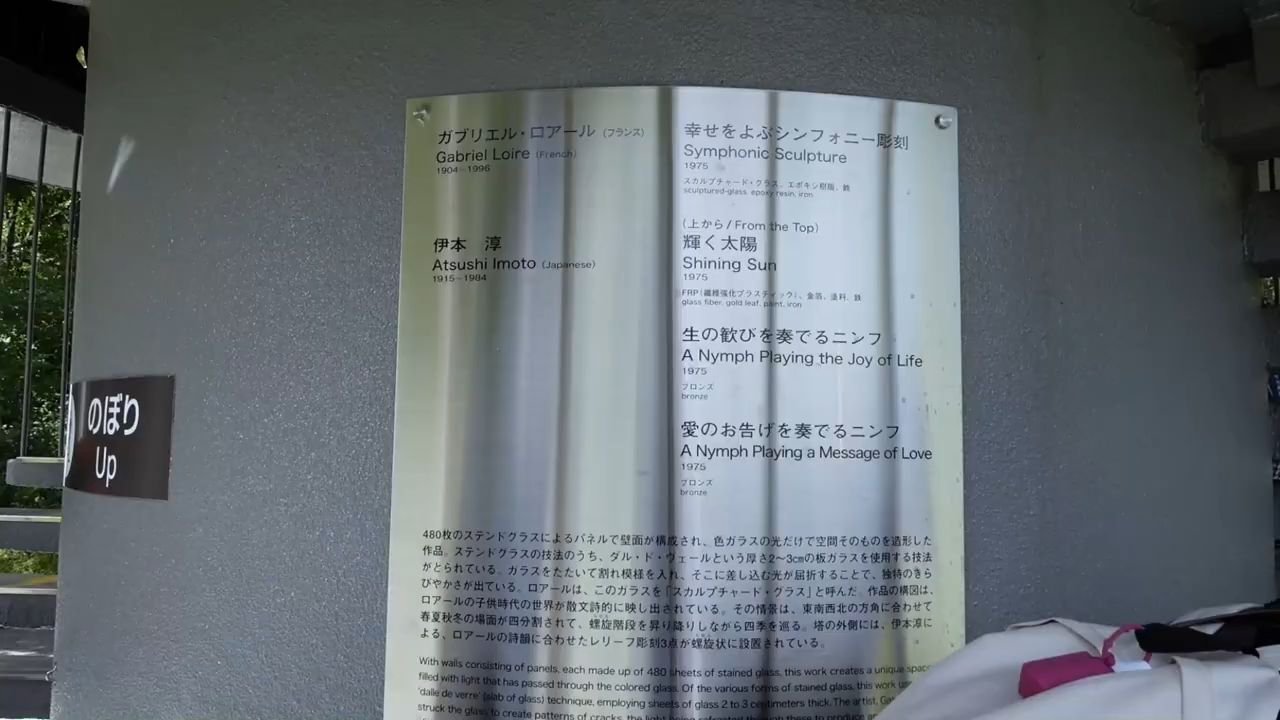 ガブリエル・ロアール (フランス)
Gabriel Loire (French)
1904–1996
幸せをよぶシンフォニー彫刻
Symphonic Sculpture
1975
スカルプチャード・グラス、エポキシ樹脂、鉄
sculptured-glass, epoxy resin, iron
伊本 淳
Atsushi Imoto (Japanese)
1915–1984
(上から/From the Top)
輝く太陽
Shining Sun
1975
FRP(繊維強化プラスティック)、金箔、塗料、鉄
glass fiber, gold leaf, paint, iron
生の歓びを奏でるニンフ
A Nymph Playing the Joy of Life
1975
ブロンズ
bronze
愛のお告げを奏でるニンフ
A Nymph Playing a Message of Love
1975
ブロンズ
bronze
480枚のステンドグラスによるパネルで壁面が構成され、色ガラスの光だけで空間そのものを造形した
作品。ステンドグラスの技法のうち、ダル・ド・ヴェールという厚さ2~3cmの板ガラスを使用する技法
がとられている。ガラスをたたいて割れ模様を入れ、そこに差し込む光が屈折することで、独特のきら
びやかさが出ている。ロアールは、このガラスを「スカルプチャード・グラス」と呼んだ。作品の構図は、
ロアールの子供時代の世界が散文詩的に映し出されている。その情景は、東南西北の方角に合わせて
春夏秋冬の場面が四分割されて、螺旋階段を昇り降りしながら四季を巡る。塔の外側には、伊本淳に
よる、ロアールの詩韻に合わせたレリーフ彫刻3点が螺旋状に設置されている。
With walls consisting of panels, each made up of 480 sheets of stained glass, this work creates a unique space
filled with light that has passed through the colored glass. Of the various forms of stained glass, this work
'dalle de verre' (slab of glass) technique, employing sheets of glass 2 to 3 centimeters thick. The artist,
struck the glass to create patterns of cracks, the light being refracted through these to produce
のぼり
Up